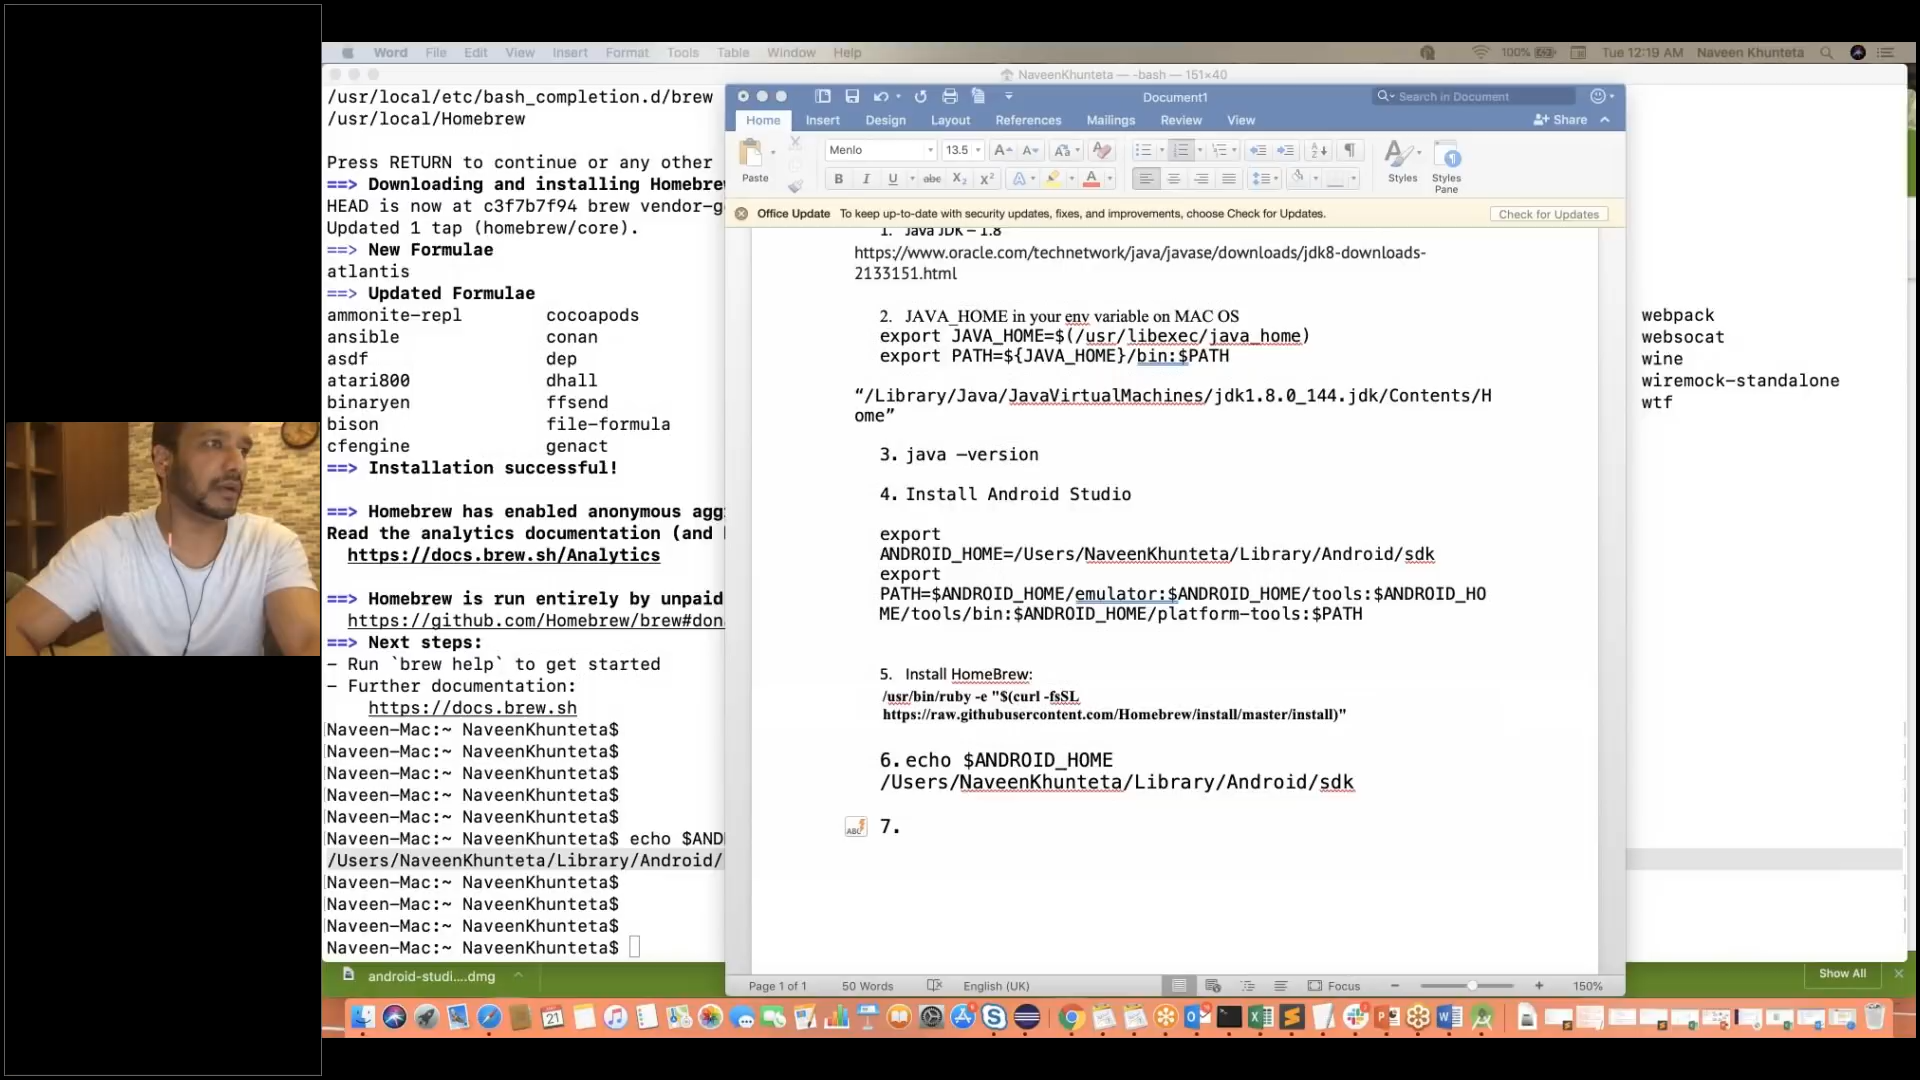 Word File Edit View Insert Format Tools Table Window Help 100% Tue 12:19 AM Naveen Khunteta
NaveenKhunteta — -bash — 151×40
/usr/local/etc/bash_completion.d/brew
/usr/local/Homebrew
Press RETURN to continue or any other
==> Downloading and installing Homebrew
HEAD is now at c3f7b7f94 brew vendor-g
Updated 1 tap (homebrew/core).
==> New Formulae
atlantis
==> Updated Formulae
ammonite-repl cocoapods
ansible conan
asdf dep
atari800 dhall
binaryen ffsend
bison file-formula
cfengine genact
==> Installation successful!
==> Homebrew has enabled anonymous agg
Read the analytics documentation (and
https://docs.brew.sh/Analytics
==> Homebrew is run entirely by unpaid
https://github.com/Homebrew/brew#don
==> Next steps:
- Run `brew help` to get started
- Further documentation:
https://docs.brew.sh
Naveen-Mac:~ NaveenKhunteta$
Naveen-Mac:~ NaveenKhunteta$
Naveen-Mac:~ NaveenKhunteta$
Naveen-Mac:~ NaveenKhunteta$
Naveen-Mac:~ NaveenKhunteta$
Naveen-Mac:~ NaveenKhunteta$ echo $AND
/Users/NaveenKhunteta/Library/Android/
Naveen-Mac:~ NaveenKhunteta$
Naveen-Mac:~ NaveenKhunteta$
Naveen-Mac:~ NaveenKhunteta$
Naveen-Mac:~ NaveenKhunteta$
webpack
websocat
wine
wiremock-standalone
wtf
Document1
Search in Document
Home Insert Design Layout References Mailings Review View Share
Paste Menlo 13.5 Styles Styles Pane
Office Update To keep up-to-date with security updates, fixes, and improvements, choose Check for Updates. Check for Updates
1. Java JDK – 1.8
https://www.oracle.com/technetwork/java/javase/downloads/jdk8-downloads-
2133151.html
2. JAVA_HOME in your env variable on MAC OS
export JAVA_HOME=$(/usr/libexec/java_home)
export PATH=${JAVA_HOME}/bin:$PATH
“/Library/Java/JavaVirtualMachines/jdk1.8.0_144.jdk/Contents/H
ome”
3. java –version
4. Install Android Studio
export
ANDROID_HOME=/Users/NaveenKhunteta/Library/Android/sdk
export
PATH=$ANDROID_HOME/emulator:$ANDROID_HOME/tools:$ANDROID_HO
ME/tools/bin:$ANDROID_HOME/platform-tools:$PATH
5. Install HomeBrew:
/usr/bin/ruby -e "$(curl -fsSL
https://raw.githubusercontent.com/Homebrew/install/master/install)"
6. echo $ANDROID_HOME
/Users/NaveenKhunteta/Library/Android/sdk
7.
Page 1 of 1 50 Words English (UK) Focus 150%
android-studi....dmg
Show All